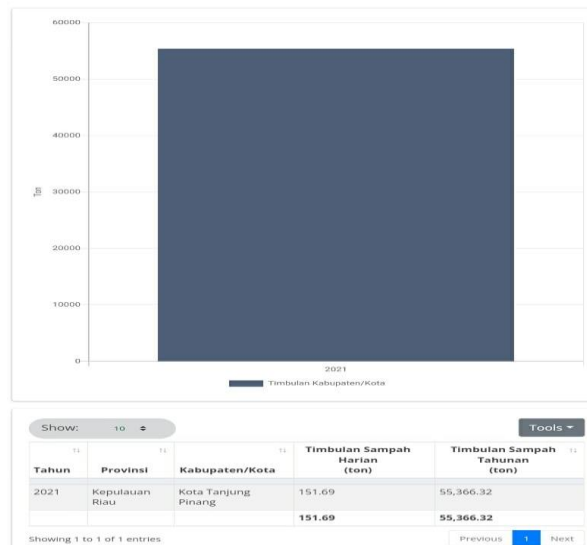 60000
50000
40000
30000
20000
10000
0
Ton
2021
Timbulan Kabupaten/Kota
Show: 10
Tools
Tahun Provinsi Kabupaten/Kota Timbulan Sampah Harian (ton) Timbulan Sampah Tahunan (ton)
2021 Kepulauan Riau Kota Tanjung Pinang 151.69 55,366.32
151.69 55,366.32
Showing 1 to 1 of 1 entries
Previous 1 Next